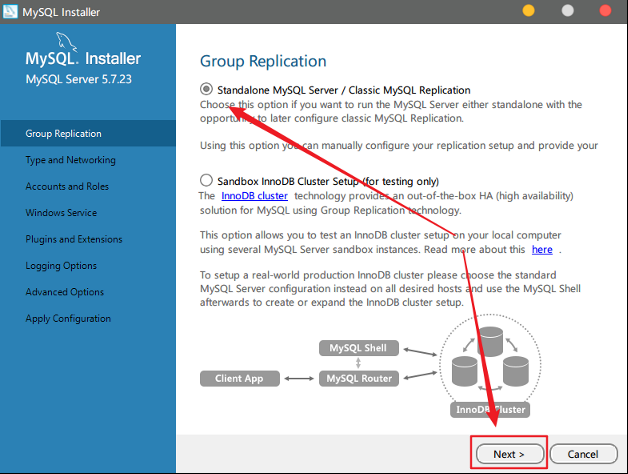 MySQL Installer
MySQL. Installer
MySQL Server 5.7.23
Group Replication
Type and Networking
Accounts and Roles
Windows Service
Plugins and Extensions
Logging Options
Advanced Options
Apply Configuration
Group Replication
Standalone MySQL Server / Classic MySQL Replication
Choose this option if you want to run the MySQL Server either standalone with the
opportunity to later configure classic MySQL Replication.
Using this option you can manually configure your replication setup and provide your
Sandbox InnoDB Cluster Setup (for testing only)
The InnoDB cluster technology provides an out-of-the-box HA (high availability)
solution for MySQL using Group Replication technology.
This option allows you to test an InnoDB cluster setup on your local computer
using several MySQL sandbox instances. Read more about this here .
To setup a real-world production InnoDB cluster please choose the standard
MySQL Server configuration instead on all desired hosts and use the MySQL Shell
afterwards to create or expand the InnoDB cluster setup.
MySQL Shell
Client App
MySQL Router
InnoDB Cluster
Next >
Cancel